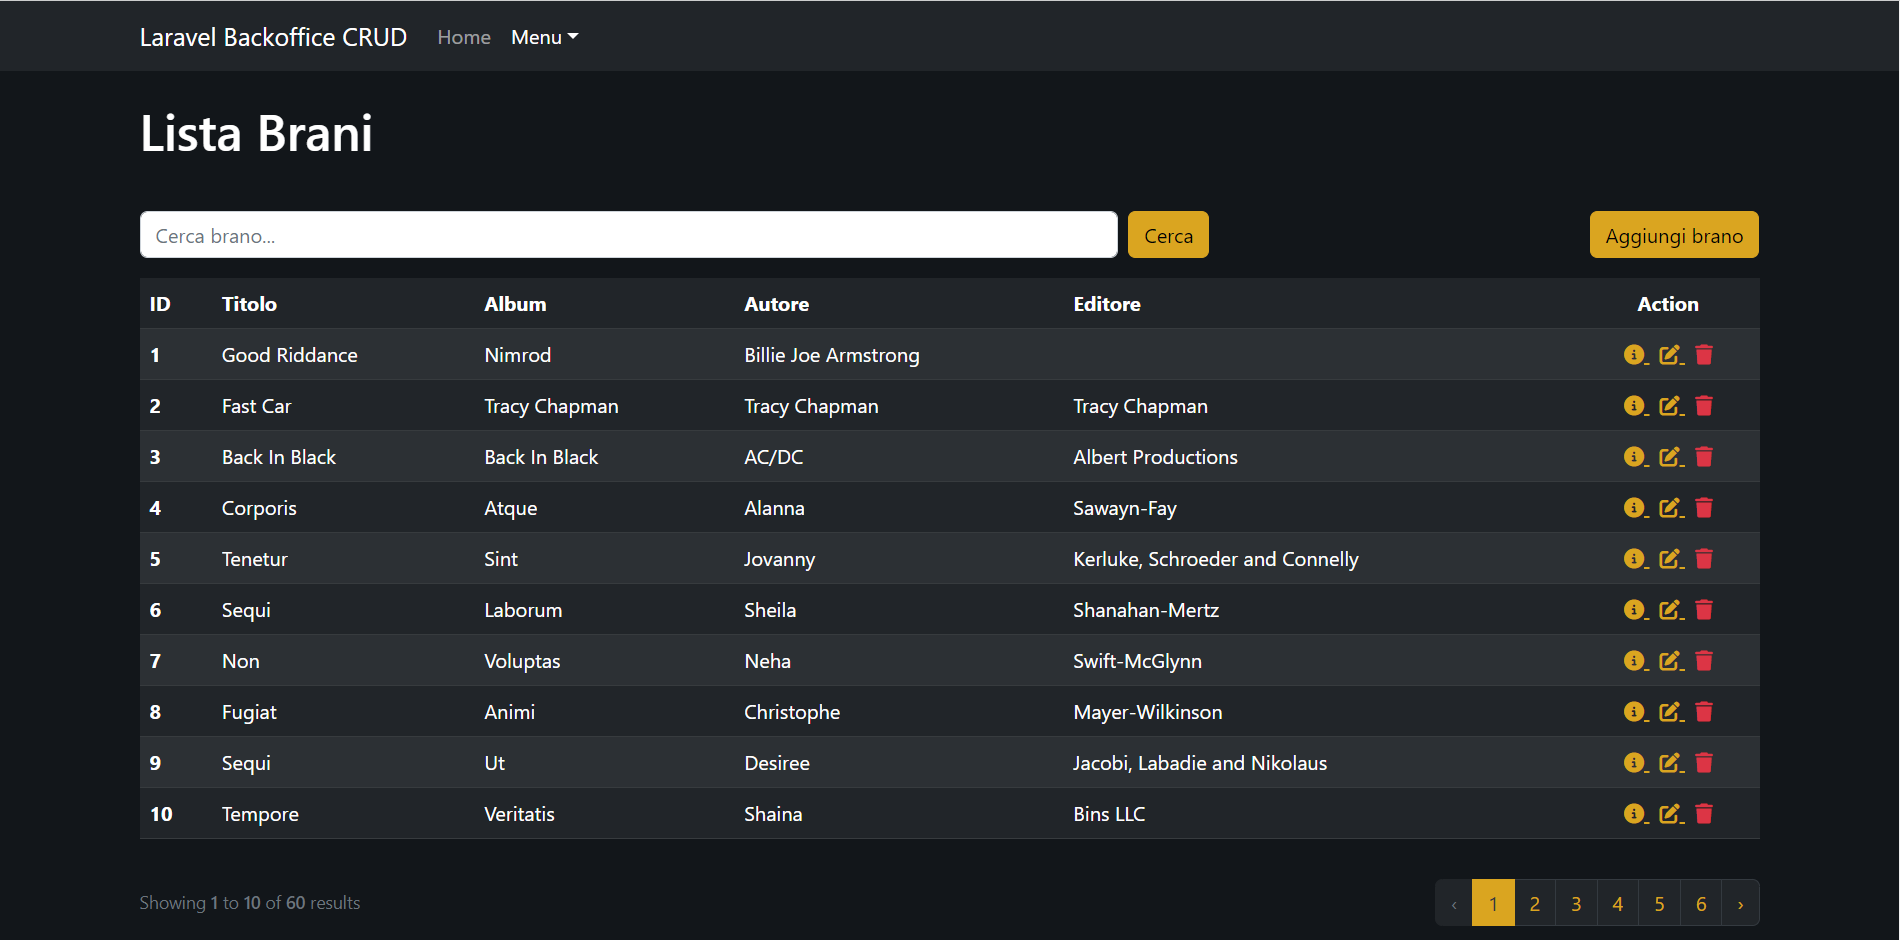 Laravel Backoffice CRUD Home Menu
Lista Brani
Cerca brano... Cerca Aggiungi brano
ID Titolo Album Autore Editore Action
1 Good Riddance Nimrod Billie Joe Armstrong
2 Fast Car Tracy Chapman Tracy Chapman Tracy Chapman
3 Back In Black Back In Black AC/DC Albert Productions
4 Corporis Atque Alanna Sawayn-Fay
5 Tenetur Sint Jovanny Kerluke, Schroeder and Connelly
6 Sequi Laborum Sheila Shanahan-Mertz
7 Non Voluptas Neha Swift-McGlynn
8 Fugiat Animi Christophe Mayer-Wilkinson
9 Sequi Ut Desiree Jacobi, Labadie and Nikolaus
10 Tempore Veritatis Shaina Bins LLC
Showing 1 to 10 of 60 results ‹ 1 2 3 4 5 6 ›